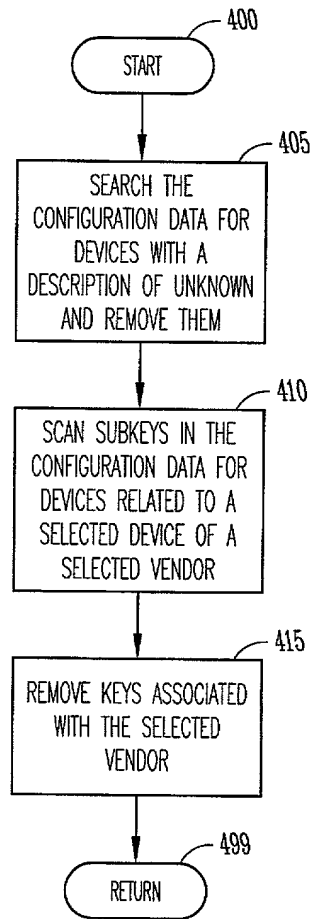 400
START
405
SEARCH THE
CONFIGURATION DATA FOR
DEVICES WITH A
DESCRIPTION OF UNKNOWN
AND REMOVE THEM
410
SCAN SUBKEYS IN THE
CONFIGURATION DATA FOR
DEVICES RELATED TO A
SELECTED DEVICE OF A
SELECTED VENDOR
415
REMOVE KEYS ASSOCIATED
WITH THE SELECTED
VENDOR
499
RETURN